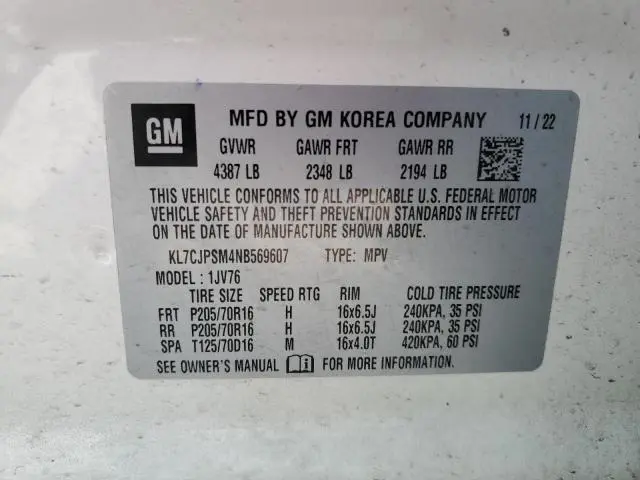 GM MFD BY GM KOREA COMPANY 11/22
GVWR GAWR FRT GAWR RR
4387 LB 2348 LB 2194 LB
THIS VEHICLE CONFORMS TO ALL APPLICABLE U.S. FEDERAL MOTOR
VEHICLE SAFETY AND THEFT PREVENTION STANDARDS IN EFFECT
ON THE DATE OF MANUFACTURE SHOWN ABOVE.
KL7CJPSM4NB569607 TYPE: MPV
MODEL : 1JV76
TIRE SIZE SPEED RTG RIM COLD TIRE PRESSURE
FRT P205/70R16 H 16x6.5J 240KPA, 35 PSI
RR P205/70R16 H 16x6.5J 240KPA, 35 PSI
SPA T125/70D16 M 16x4.0T 420KPA, 60 PSI
SEE OWNER'S MANUAL FOR MORE INFORMATION.